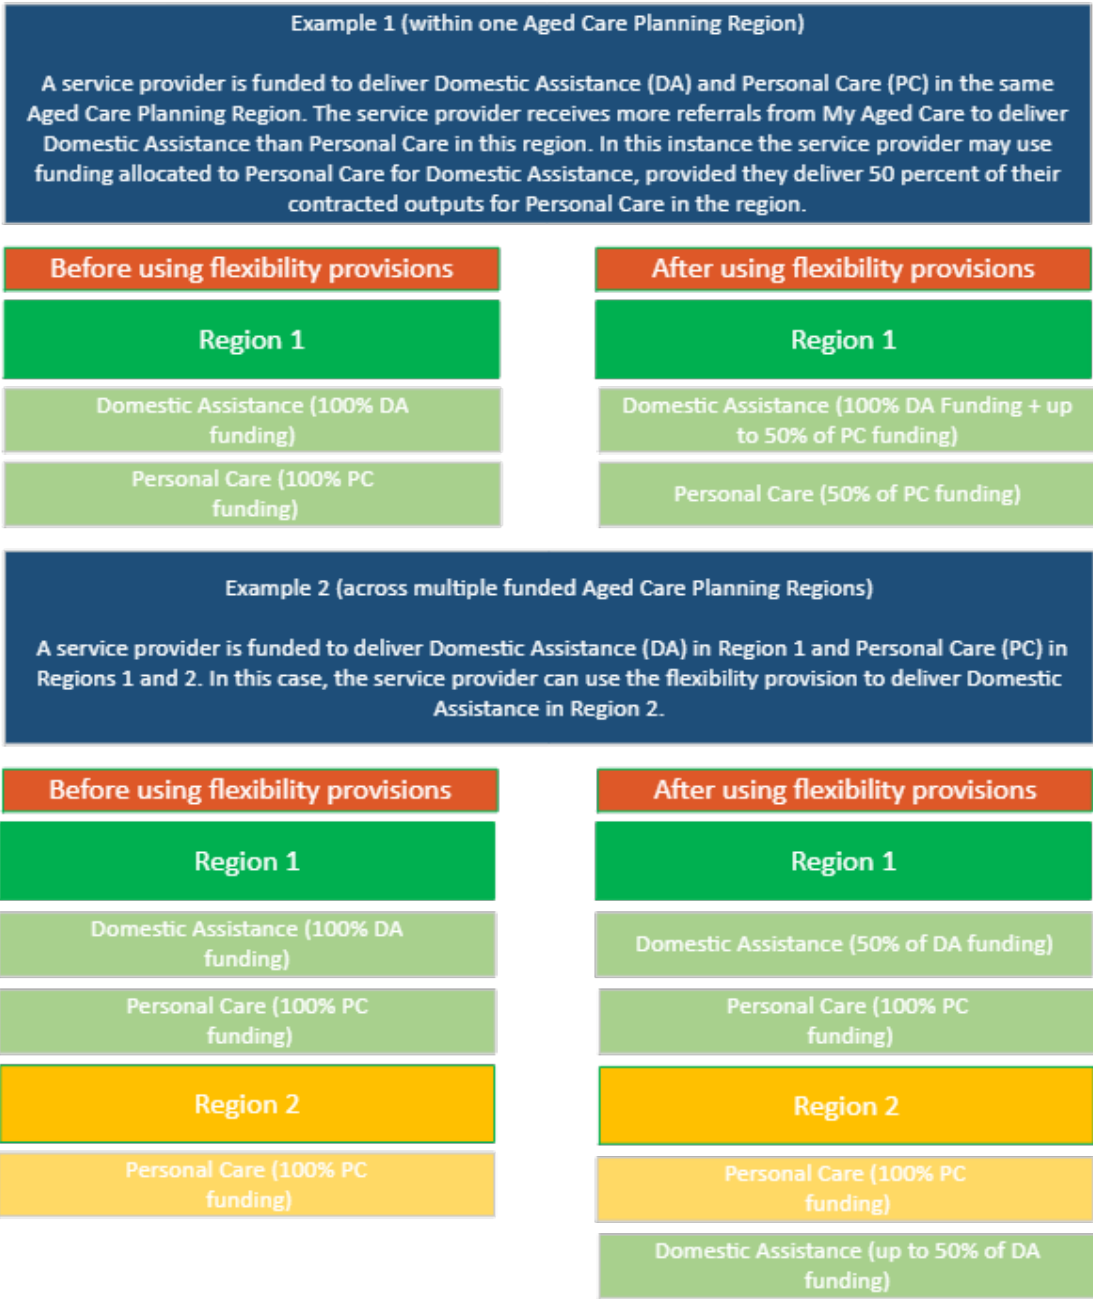 Example 1 (within one Aged Care Planning Region)
A service provider is funded to deliver Domestic Assistance (DA) and Personal Care (PC) in the same
Aged Care Planning Region. The service provider receives more referrals from My Aged Care to deliver
Domestic Assistance than Personal Care in this region. In this instance the service provider may use
funding allocated to Personal Care for Domestic Assistance, provided they deliver 50 percent of their
contracted outputs for Personal Care in the region.
Before using flexibility provisions
After using flexibility provisions
Region 1
Region 1
Domestic Assistance (100% DA
funding)
Domestic Assistance (100% DA Funding + up
to 50% of PC funding)
Personal Care (100% PC
funding)
Personal Care (50% of PC funding)
Example 2 (across multiple funded Aged Care Planning Regions)
A service provider is funded to deliver Domestic Assistance (DA) in Region 1 and Personal Care (PC) in
Regions 1 and 2. In this case, the service provider can use the flexibility provision to deliver Domestic
Assistance in Region 2.
Before using flexibility provisions
After using flexibility provisions
Region 1
Region 1
Domestic Assistance (100% DA
funding)
Domestic Assistance (50% of DA funding)
Personal Care (100% PC
funding)
Personal Care (100% PC
funding)
Region 2
Region 2
Personal Care (100% PC
funding)
Personal Care (100% PC
funding)
Domestic Assistance (up to 50% of DA
funding)